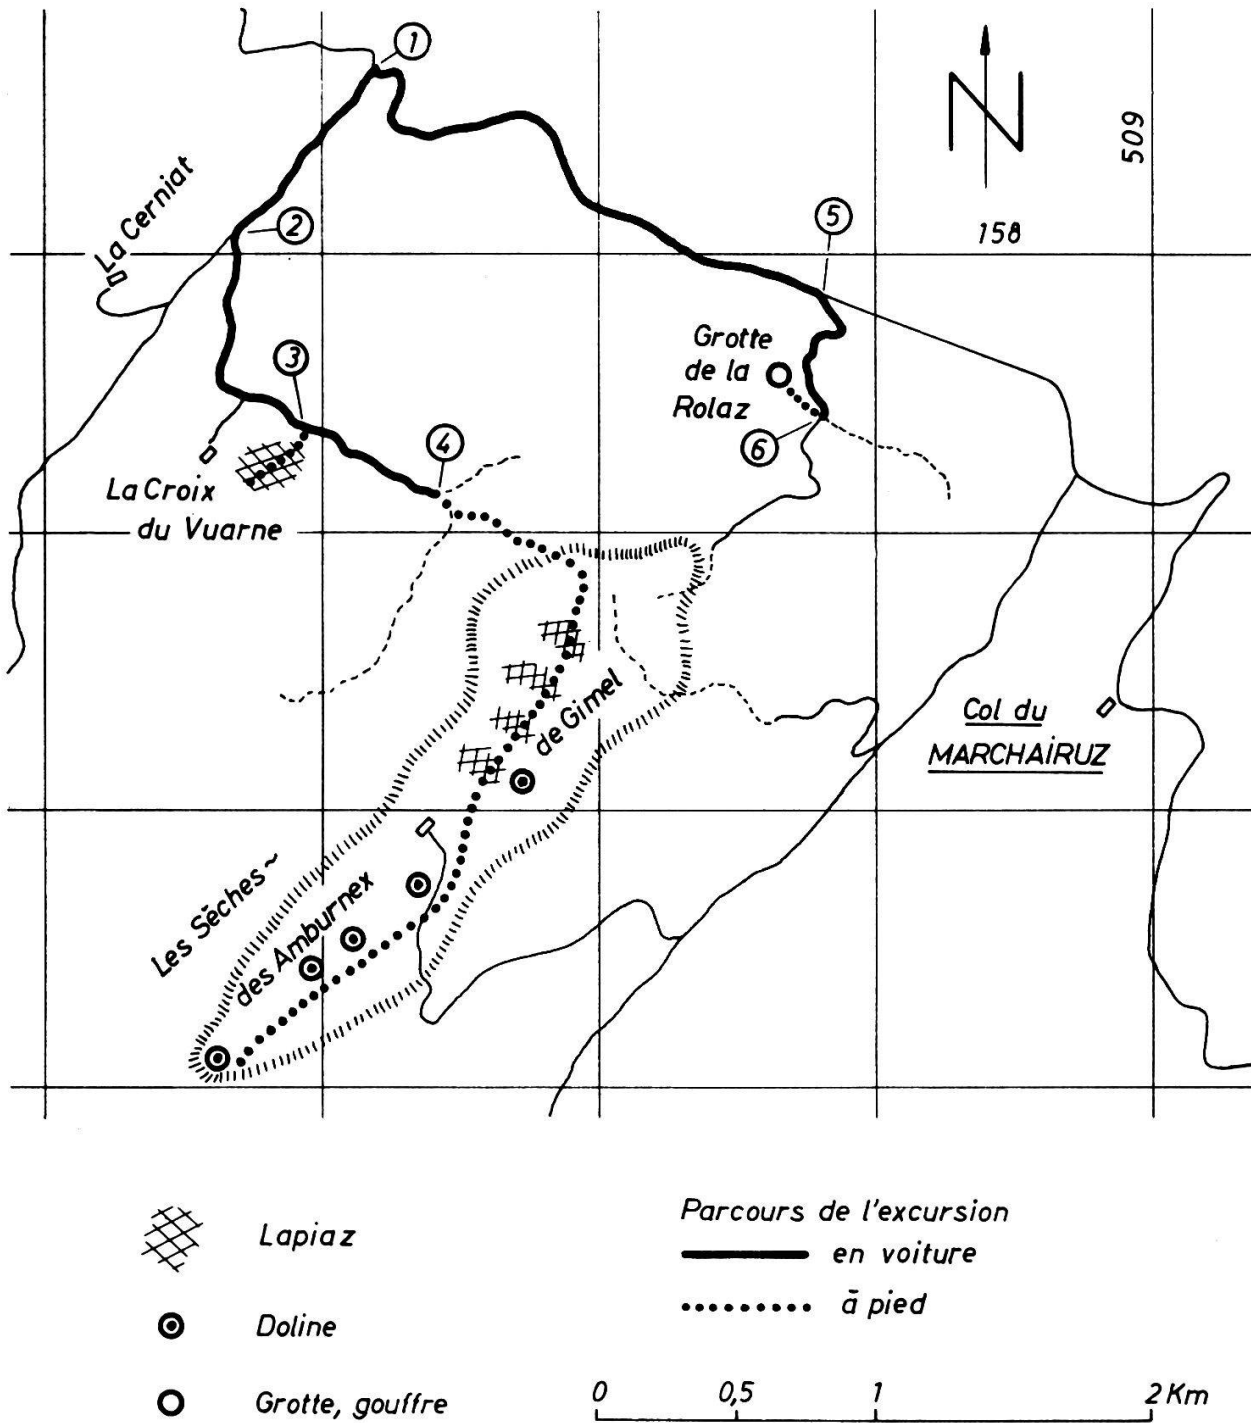 1
509
La Cerniat
2
5
158
3
Grotte
de la
Rolaz
4
6
La Croix
du Vuarne
de Gimel
Col du
MARCHAIRUZ
Les Sèches~
des Amburnex
Lapiaz
Doline
Grotte, gouffre
Parcours de l'excursion
en voiture
à pied
0 0,5 1 2 Km